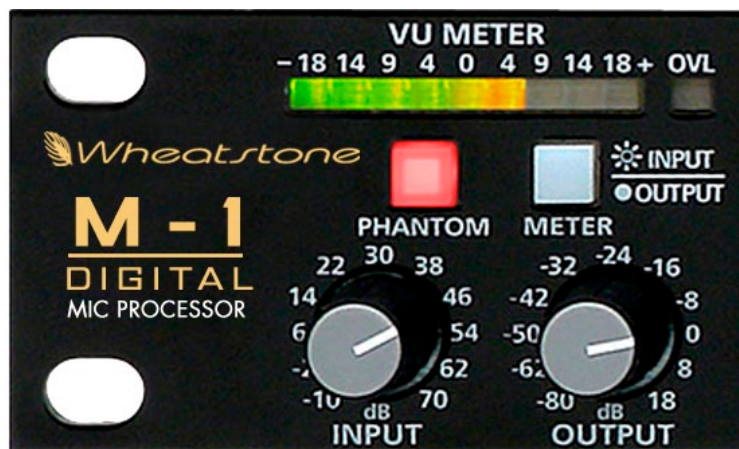 VU METER
- 18 14 9 4 0 4 9 14 18 + OVL
Wheatstone
INPUT
OUTPUT
PHANTOM METER
M - 1
DIGITAL
MIC PROCESSOR
-10 6 14 22 30 38 46 54 62 70
dB
INPUT
-80 -50 -42 -32 -24 -16 -8 0 8 18
dB
OUTPUT